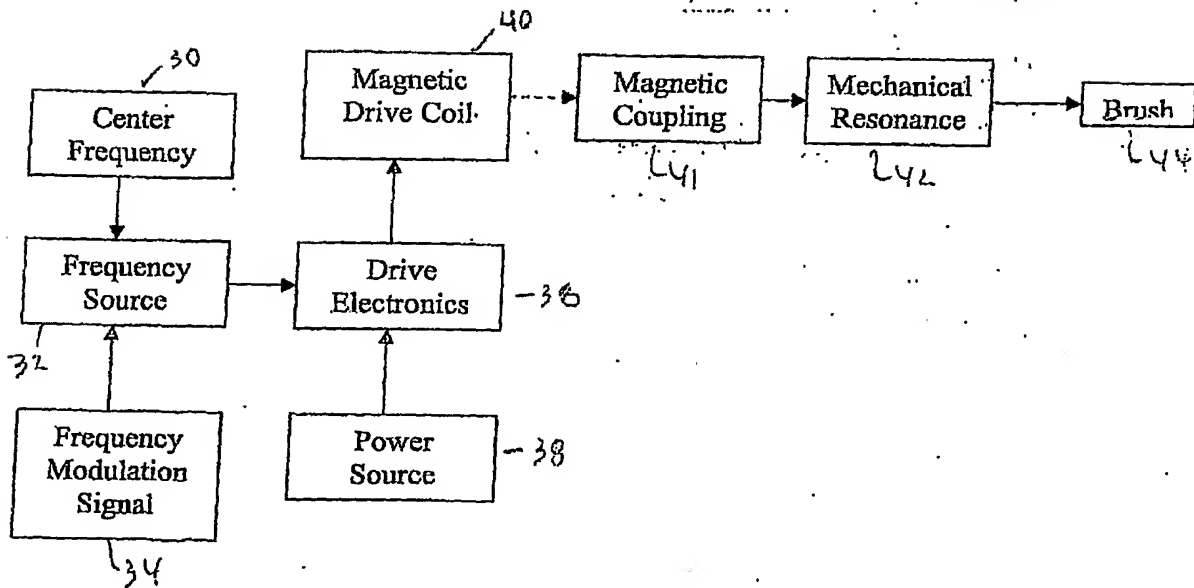 40
30
Magnetic
Drive Coil
Magnetic
Coupling
Mechanical
Resonance
Brush
Center
Frequency
41
42
44
Frequency
Source
Drive
Electronics
32
Frequency
Modulation
Signal
Power
Source
38
34